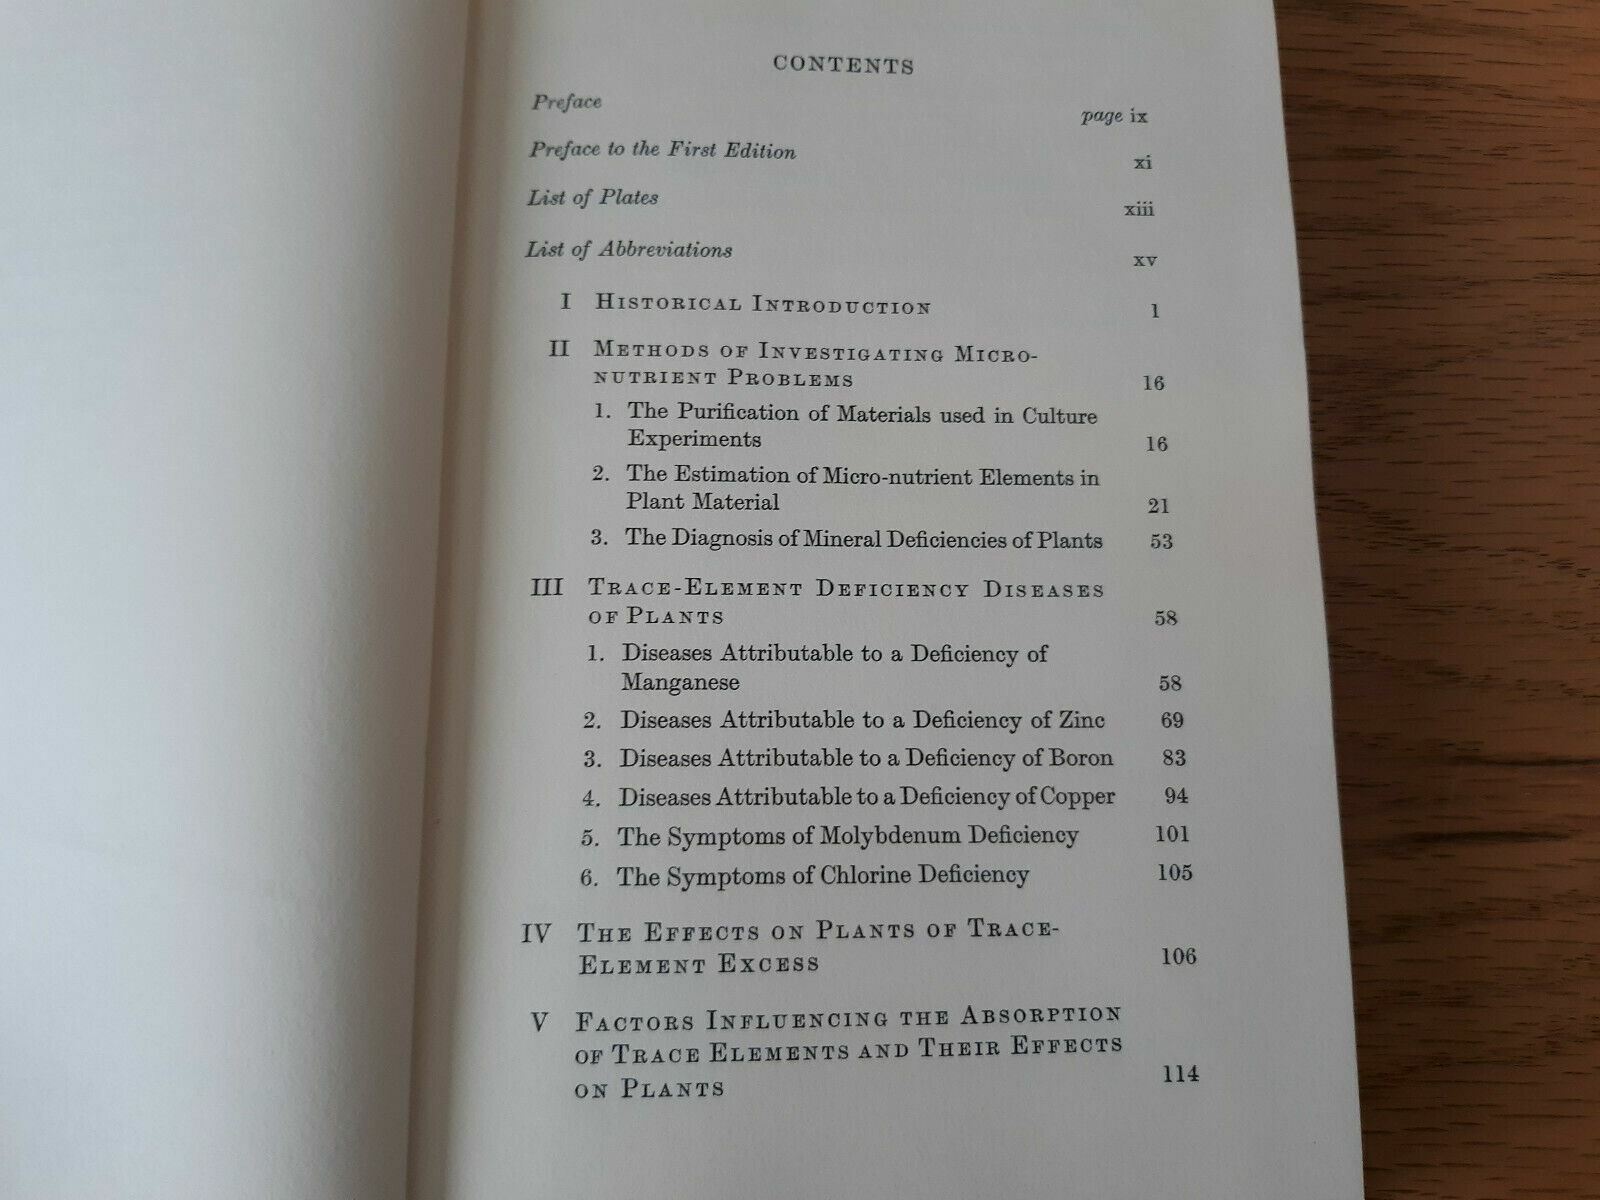 CONTENTS
Preface page ix
Preface to the First Edition xi
List of Plates xiii
List of Abbreviations xv
I HISTORICAL INTRODUCTION 1
II METHODS OF INVESTIGATING MICRO-
NUTRIENT PROBLEMS 16
1. The Purification of Materials used in Culture
Experiments 16
2. The Estimation of Micro-nutrient Elements in
Plant Material 21
3. The Diagnosis of Mineral Deficiencies of Plants 53
III TRACE-ELEMENT DEFICIENCY DISEASES
OF PLANTS 58
1. Diseases Attributable to a Deficiency of
Manganese 58
2. Diseases Attributable to a Deficiency of Zinc 69
3. Diseases Attributable to a Deficiency of Boron 83
4. Diseases Attributable to a Deficiency of Copper 94
5. The Symptoms of Molybdenum Deficiency 101
6. The Symptoms of Chlorine Deficiency 105
IV THE EFFECTS ON PLANTS OF TRACE-
ELEMENT EXCESS 106
V FACTORS INFLUENCING THE ABSORPTION
OF TRACE ELEMENTS AND THEIR EFFECTS
ON PLANTS 114